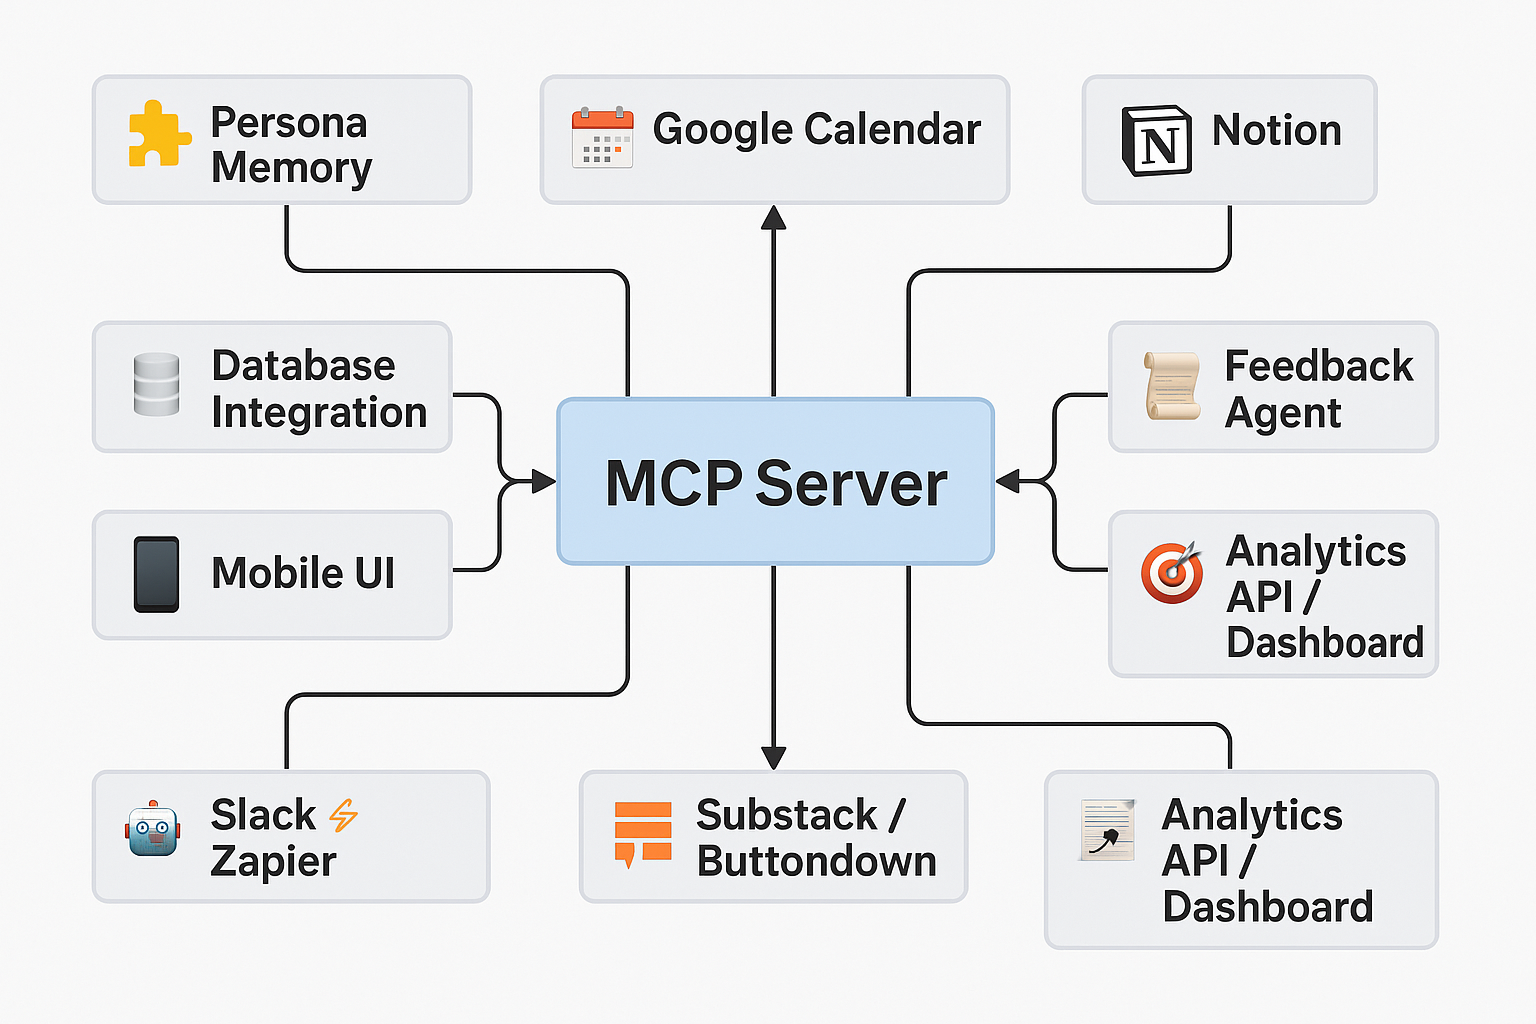 Persona
Memory
Google Calendar
N
Notion
Database
Integration
Feedback
Agent
MCP Server
Mobile UI
Analytics
API /
Dashboard
Slack
Zapier
Substack /
Buttondown
Analytics
API /
Dashboard